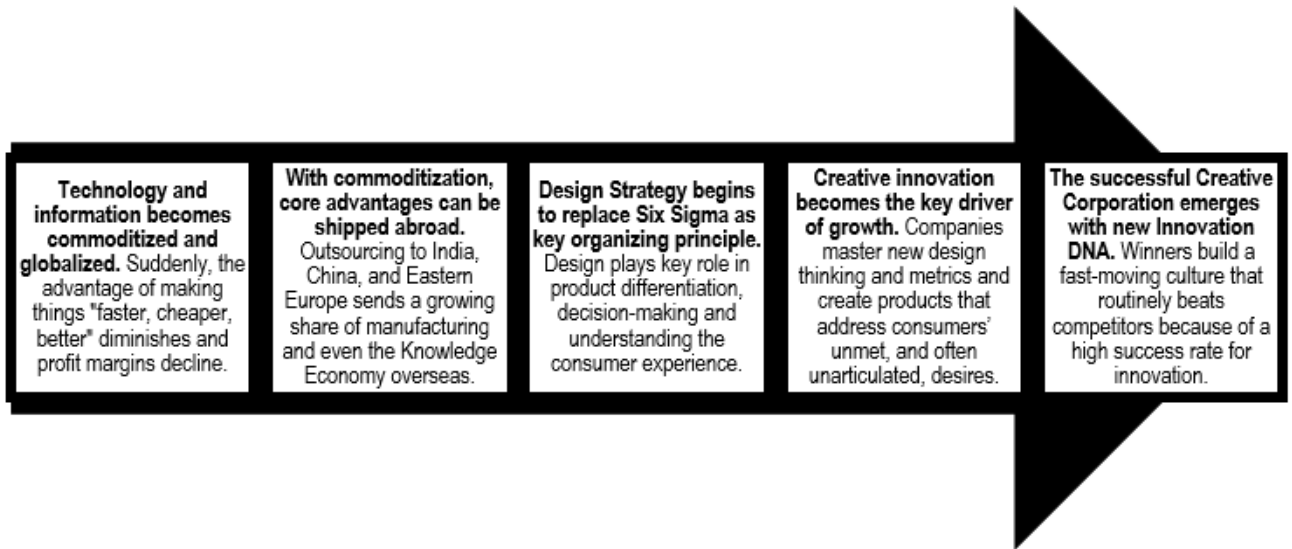 Technology and
information becomes
commoditized and
globalized. Suddenly, the
advantage of making
things "faster, cheaper,
better" diminishes and
profit margins decline.
With commoditization,
core advantages can be
shipped abroad.
Outsourcing to India,
China, and Eastern
Europe sends a growing
share of manufacturing
and even the Knowledge
Economy overseas.
Design Strategy begins
to replace Six Sigma as
key organizing principle.
Design plays key role in
product differentiation,
decision-making and
understanding the
consumer experience.
Creative innovation
becomes the key driver
of growth. Companies
master new design
thinking and metrics and
create products that
address consumers’
unmet, and often
unarticulated, desires.
The successful Creative
Corporation emerges
with new Innovation
DNA. Winners build a
fast-moving culture that
routinely beats
competitors because of a
high success rate for
innovation.